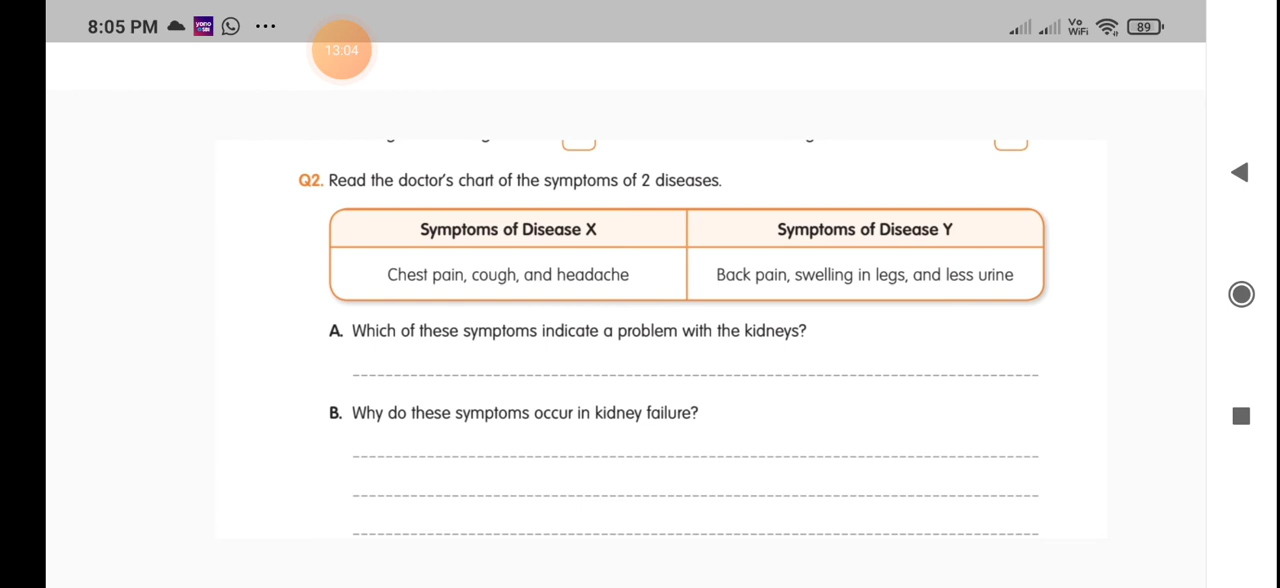 8:05 PM yono SBI ... Vo WiFi 89
13:04
Q2. Read the doctor's chart of the symptoms of 2 diseases.
Symptoms of Disease X Symptoms of Disease Y
Chest pain, cough, and headache Back pain, swelling in legs, and less urine
A. Which of these symptoms indicate a problem with the kidneys?
B. Why do these symptoms occur in kidney failure?